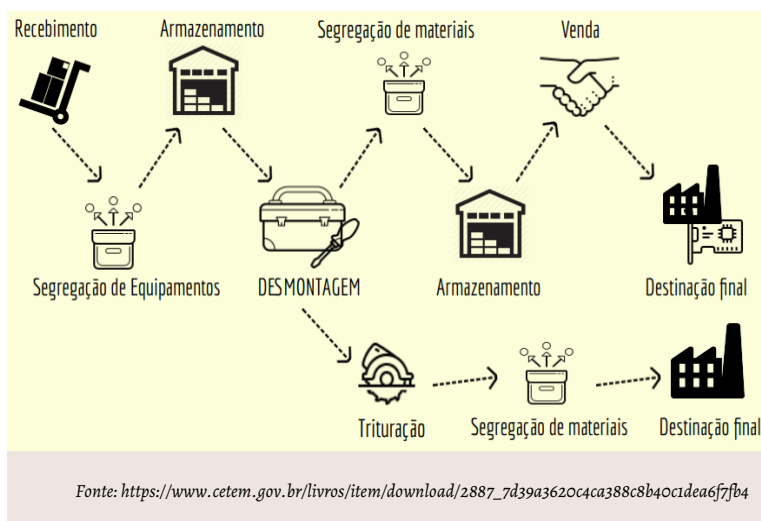 Recebimento
Armazenamento
Segregação de materiais
Venda
Segregação de Equipamentos
DESMONTAGEM
Armazenamento
Destinação final
Trituração
Segregação de materiais
Destinação final
Fonte: https://www.cetem.gov.br/livros/item/download/2887_7d39a3620c4ca388c8b40c1dea6f7fb4